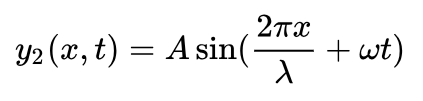 y₂(x, t) = A sin(2πx/λ + ωt)